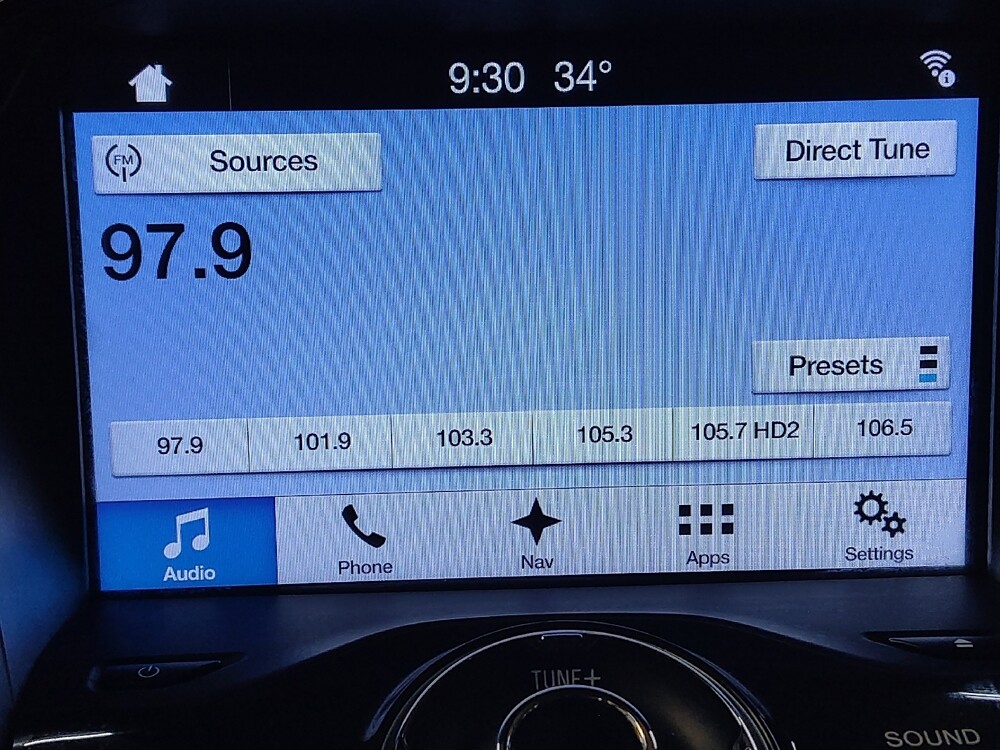 9:30 34°
FM Sources
Direct Tune
97.9
Presets
97.9 101.9 103.3 105.3 105.7 HD2 106.5
Audio Phone Nav Apps Settings
TUNE+
SOUND